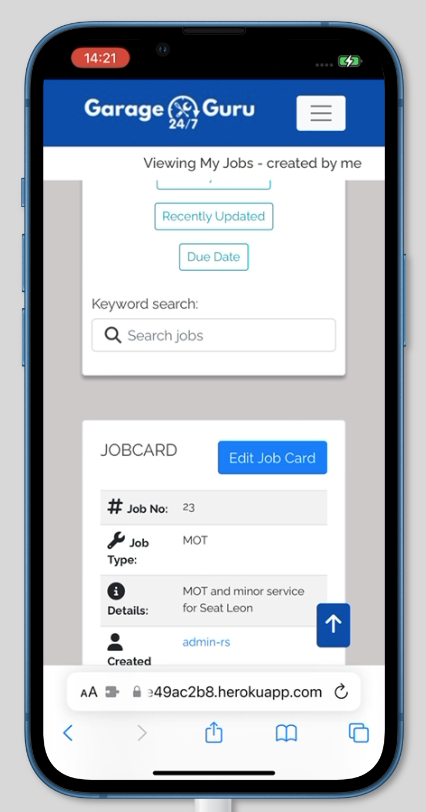 14:21
Garage Guru
24/7
Viewing My Jobs - created by me
Recently Updated
Due Date
Keyword search:
Search jobs
JOBCARD
Edit Job Card
# Job No: 23
Job Type: MOT
Details: MOT and minor service
for Seat Leon
Created admin-rs
AA e49ac2b8.herokuapp.com